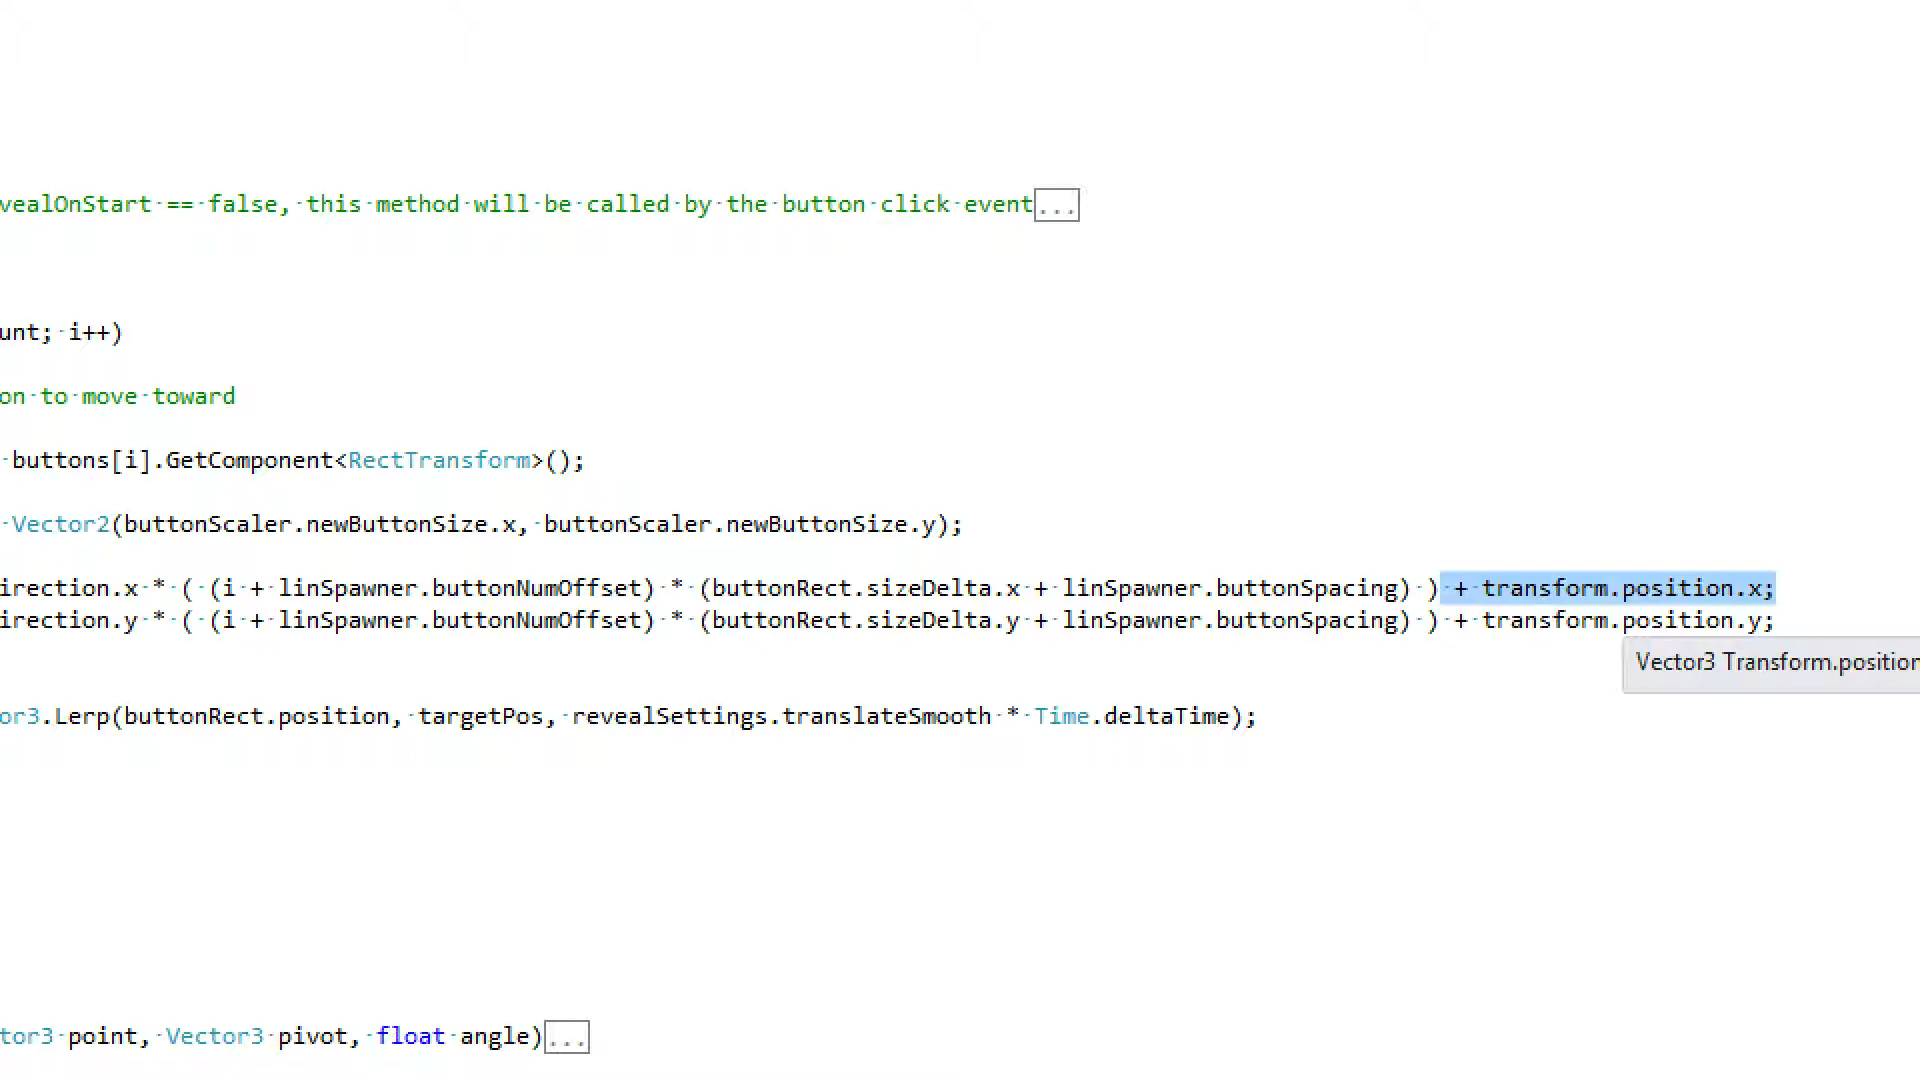 vealOnStart == false, this method will be called by the button click event...
unt; i++)
on to move toward
buttons[i].GetComponent<RectTransform>();
Vector2(buttonScaler.newButtonSize.x, buttonScaler.newButtonSize.y);
irection.x * ( (i + linSpawner.buttonNumOffset) * (buttonRect.sizeDelta.x + linSpawner.buttonSpacing) ) + transform.position.x;
irection.y * ( (i + linSpawner.buttonNumOffset) * (buttonRect.sizeDelta.y + linSpawner.buttonSpacing) ) + transform.position.y;
Vector3 Transform.position
or3.Lerp(buttonRect.position, targetPos, revealSettings.translateSmooth * Time.deltaTime);
tor3 point, Vector3 pivot, float angle)...